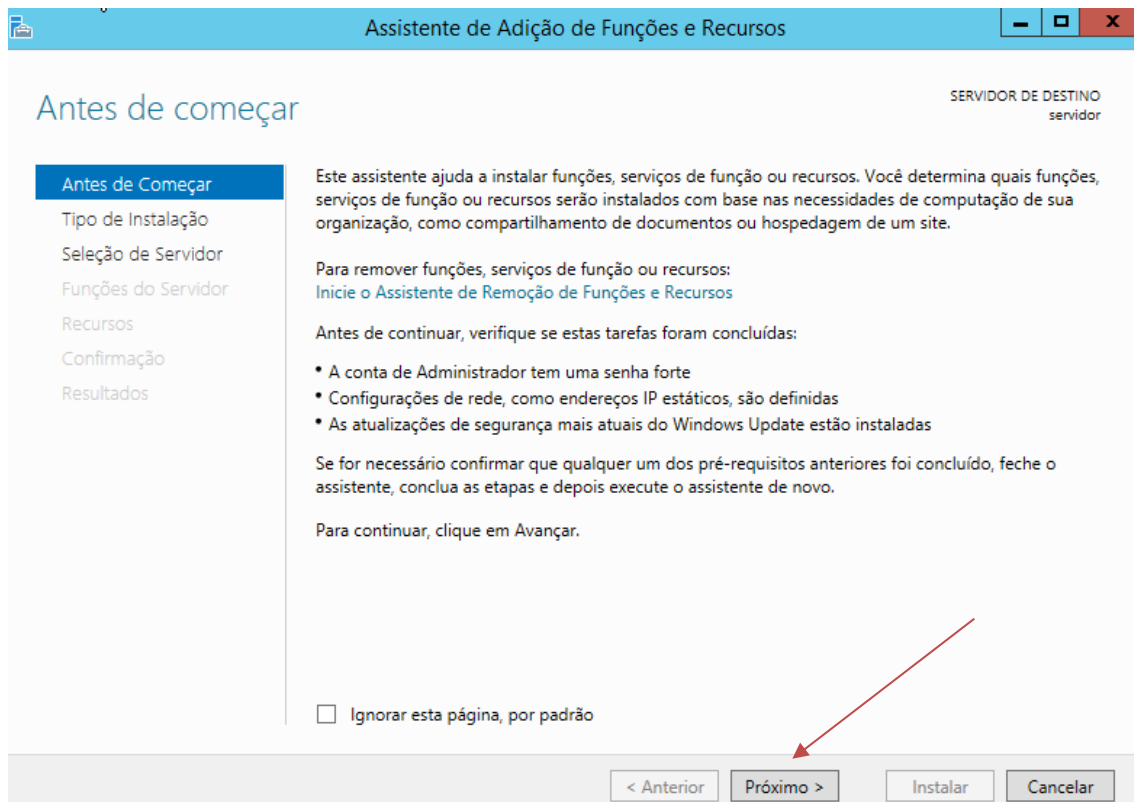 Assistente de Adição de Funções e Recursos
Antes de começar
SERVIDOR DE DESTINO
servidor
Antes de Começar
Tipo de Instalação
Seleção de Servidor
Funções do Servidor
Recursos
Confirmação
Resultados
Este assistente ajuda a instalar funções, serviços de função ou recursos. Você determina quais funções,
serviços de função ou recursos serão instalados com base nas necessidades de computação de sua
organização, como compartilhamento de documentos ou hospedagem de um site.
Para remover funções, serviços de função ou recursos:
Inicie o Assistente de Remoção de Funções e Recursos
Antes de continuar, verifique se estas tarefas foram concluídas:
• A conta de Administrador tem uma senha forte
• Configurações de rede, como endereços IP estáticos, são definidas
• As atualizações de segurança mais atuais do Windows Update estão instaladas
Se for necessário confirmar que qualquer um dos pré-requisitos anteriores foi concluído, feche o
assistente, conclua as etapas e depois execute o assistente de novo.
Para continuar, clique em Avançar.
Ignorar esta página, por padrão
< Anterior
Próximo >
Instalar
Cancelar